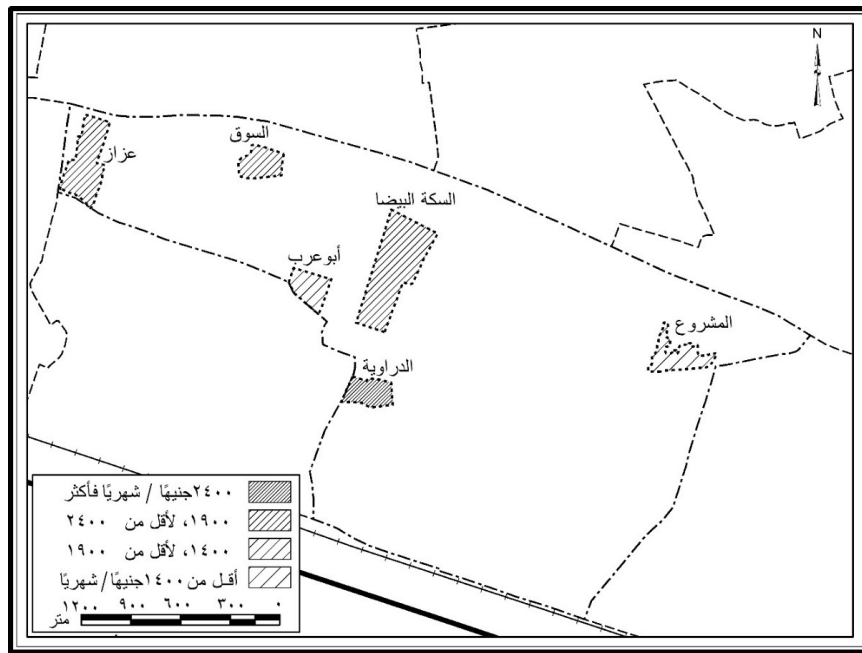 N
السوق
عزاز
السكة البيضا
أبوعرب
المشروع
الدراوية
٢٤٠٠جنيهًا / شهريًا فأكثر
١٩٠٠، لأقل من ٢٤٠٠
١٤٠٠، لأقل من ١٩٠٠
أقل من ١٤٠٠جنيهًا/شهريًا
٠ ٣٠٠ ٦٠٠ ٩٠٠ ١٢٠٠
متر